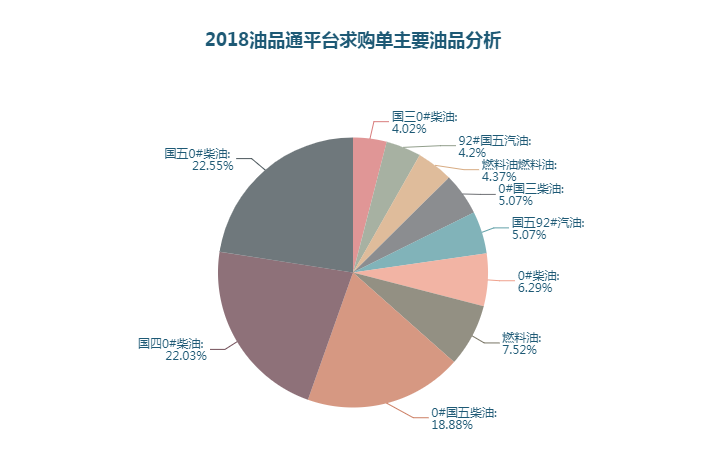 2018油品通平台求购单主要油品分析
国三0#柴油:
4.02%
92#国五汽油:
4.2%
燃料油燃料油:
4.37%
0#国三柴油:
5.07%
国五92#汽油:
5.07%
0#柴油:
6.29%
燃料油:
7.52%
0#国五柴油:
18.88%
国四0#柴油:
22.03%
国五0#柴油:
22.55%